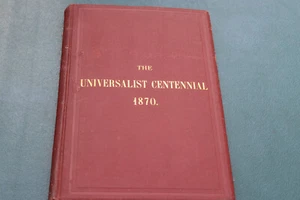 THE
UNIVERSALIST CENTENNIAL
1870.